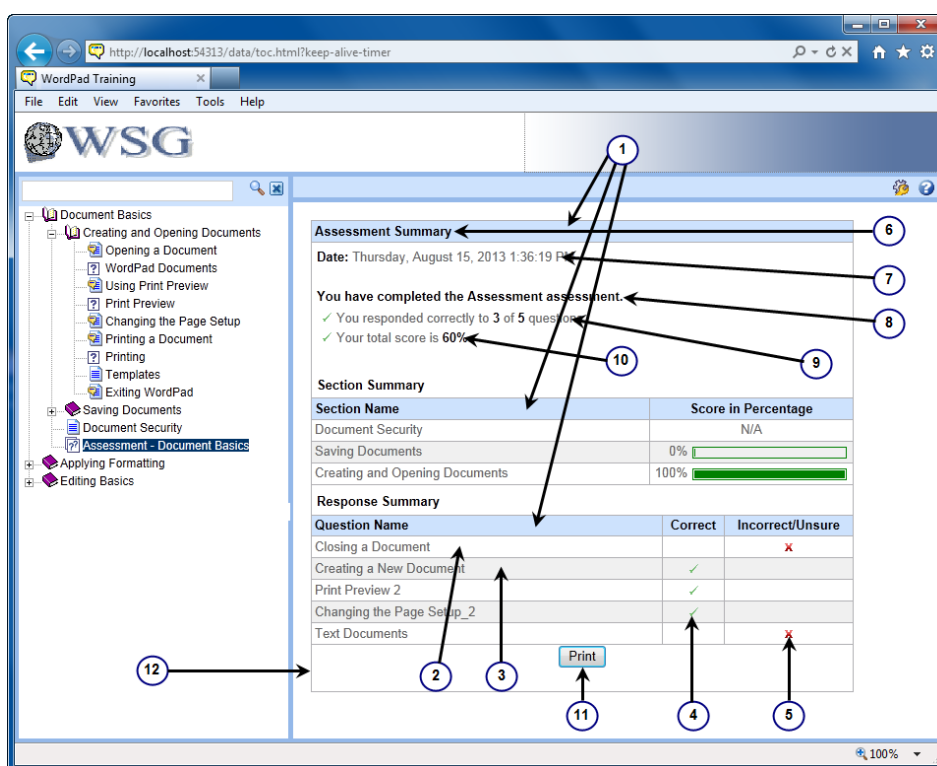 http://localhost:54313/data/toc.html?keep-alive-timer
WordPad Training
File Edit View Favorites Tools Help
WSG
1
Document Basics
Creating and Opening Documents
Opening a Document
WordPad Documents
Using Print Preview
Print Preview
Changing the Page Setup
Printing a Document
Printing
Templates
Exiting WordPad
Saving Documents
Document Security
Assessment - Document Basics
Applying Formatting
Editing Basics
Assessment Summary
6
Date: Thursday, August 15, 2013 1:36:19 PM
7
You have completed the Assessment assessment.
8
You responded correctly to 3 of 5 questions
9
Your total score is 60%
10
Section Summary
Section Name Score in Percentage
Document Security N/A
Saving Documents 0%
Creating and Opening Documents 100%
Response Summary
Question Name Correct Incorrect/Unsure
Closing a Document X
Creating a New Document ✓
Print Preview 2 ✓
Changing the Page Setup_2 ✓
Text Documents X
Print
12
2
3
11
4
5
100%